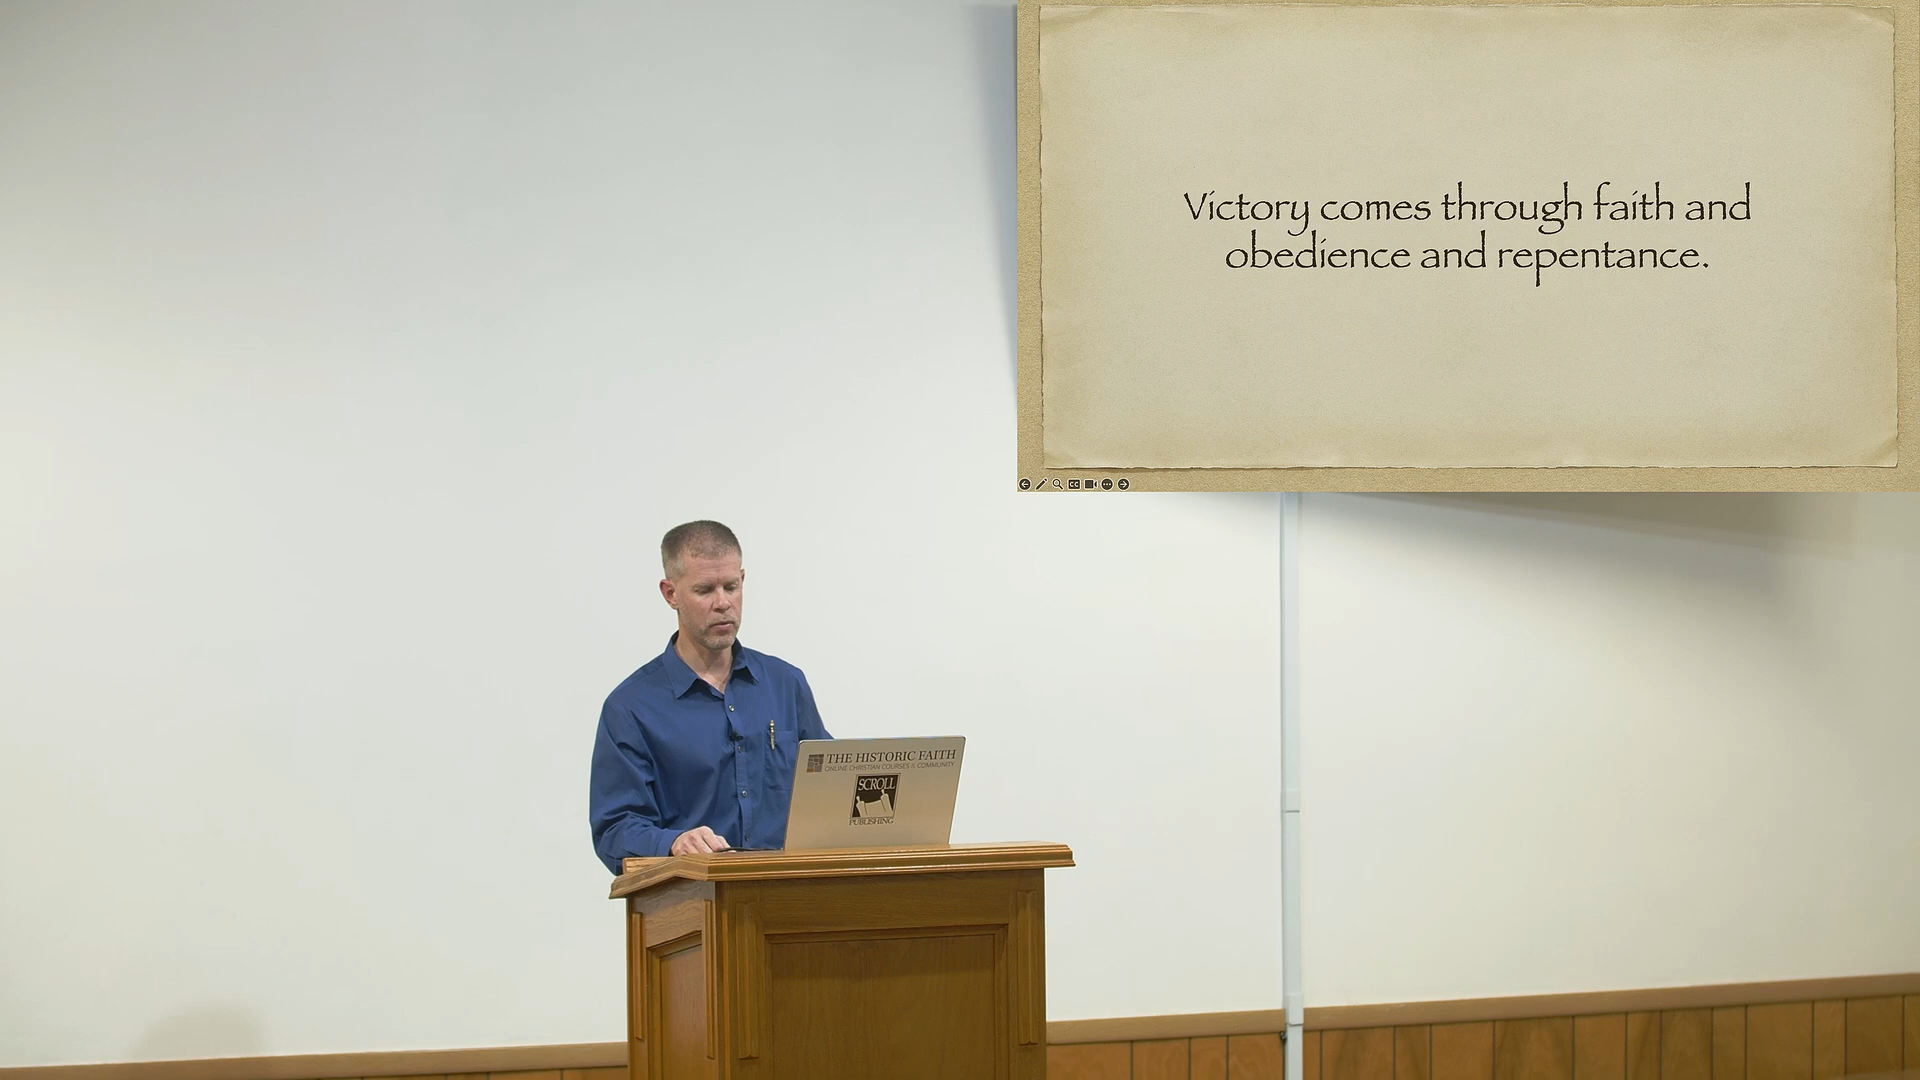 Victory comes through faith and
obedience and repentance.
THE HISTORIC FAITH
ONLINE CHRISTIAN COURSES & COMMUNITY
SCROLL
PUBLISHING